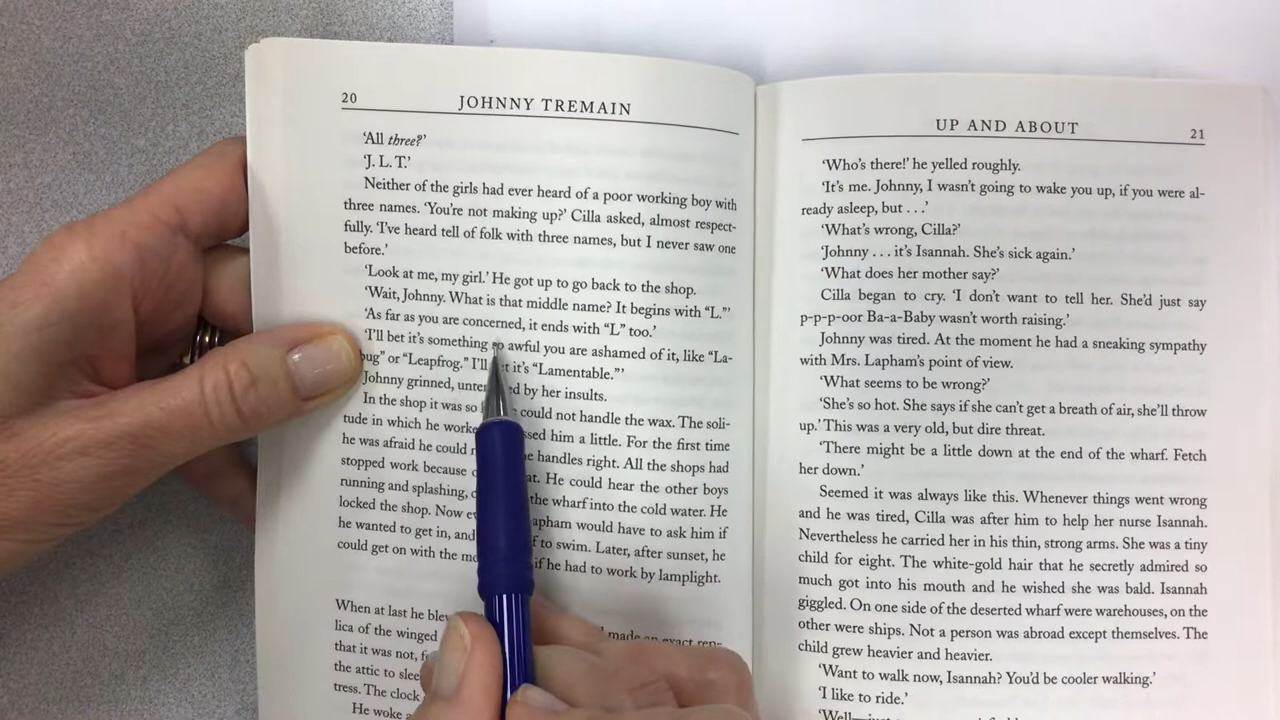 20
JOHNNY TREMAIN
‘All three?’
‘J. L. T.’
Neither of the girls had ever heard of a poor working boy with
three names. ‘You’re not making up?’ Cilla asked, almost respect-
fully. ‘I’ve heard tell of folk with three names, but I never saw one
before.’
‘Look at me, my girl.’ He got up to go back to the shop.
‘Wait, Johnny. What is that middle name? It begins with “L.”’
‘As far as you are concerned, it ends with “L” too.’
‘I’ll bet it’s something so awful you are ashamed of it, like “La-
bug” or “Leapfrog.” I’ll it’s “Lamentable.”’
Johnny grinned, by her insults.
In the shop it was so could not handle the wax. The soli-
tude in which he him a little. For the first time
he was afraid he could handles right. All the shops had
stopped work because He could hear the other boys
running and splashing, the wharf into the cold water. He
locked the shop. Now would have to ask him if
he wanted to get in, and to swim. Later, after sunset, he
could get on with the if he had to work by lamplight.
When at last he made an exact rep-
lica of the winged
that it was not,
the attic to
tress. The clock
He woke
UP AND ABOUT
21
‘Who’s there!’ he yelled roughly.
‘It’s me. Johnny, I wasn’t going to wake you up, if you were al-
ready asleep, but . . .’
‘What’s wrong, Cilla?’
‘Johnny . . . it’s Isannah. She’s sick again.’
‘What does her mother say?’
Cilla began to cry. ‘I don’t want to tell her. She’d just say
p-p-p-oor Ba-a-Baby wasn’t worth raising.’
Johnny was tired. At the moment he had a sneaking sympathy
with Mrs. Lapham’s point of view.
‘What seems to be wrong?’
‘She’s so hot. She says if she can’t get a breath of air, she’ll throw
up.’ This was a very old, but dire threat.
‘There might be a little down at the end of the wharf. Fetch
her down.’
Seemed it was always like this. Whenever things went wrong
and he was tired, Cilla was after him to help her nurse Isannah.
Nevertheless he carried her in his thin, strong arms. She was a tiny
child for eight. The white-gold hair that he secretly admired so
much got into his mouth and he wished she was bald. Isannah
giggled. On one side of the deserted wharf were warehouses, on the
other were ships. Not a person was abroad except themselves. The
child grew heavier and heavier.
‘Want to walk now, Isannah? You’d be cooler walking.’
‘I like to ride.’
‘Well—just